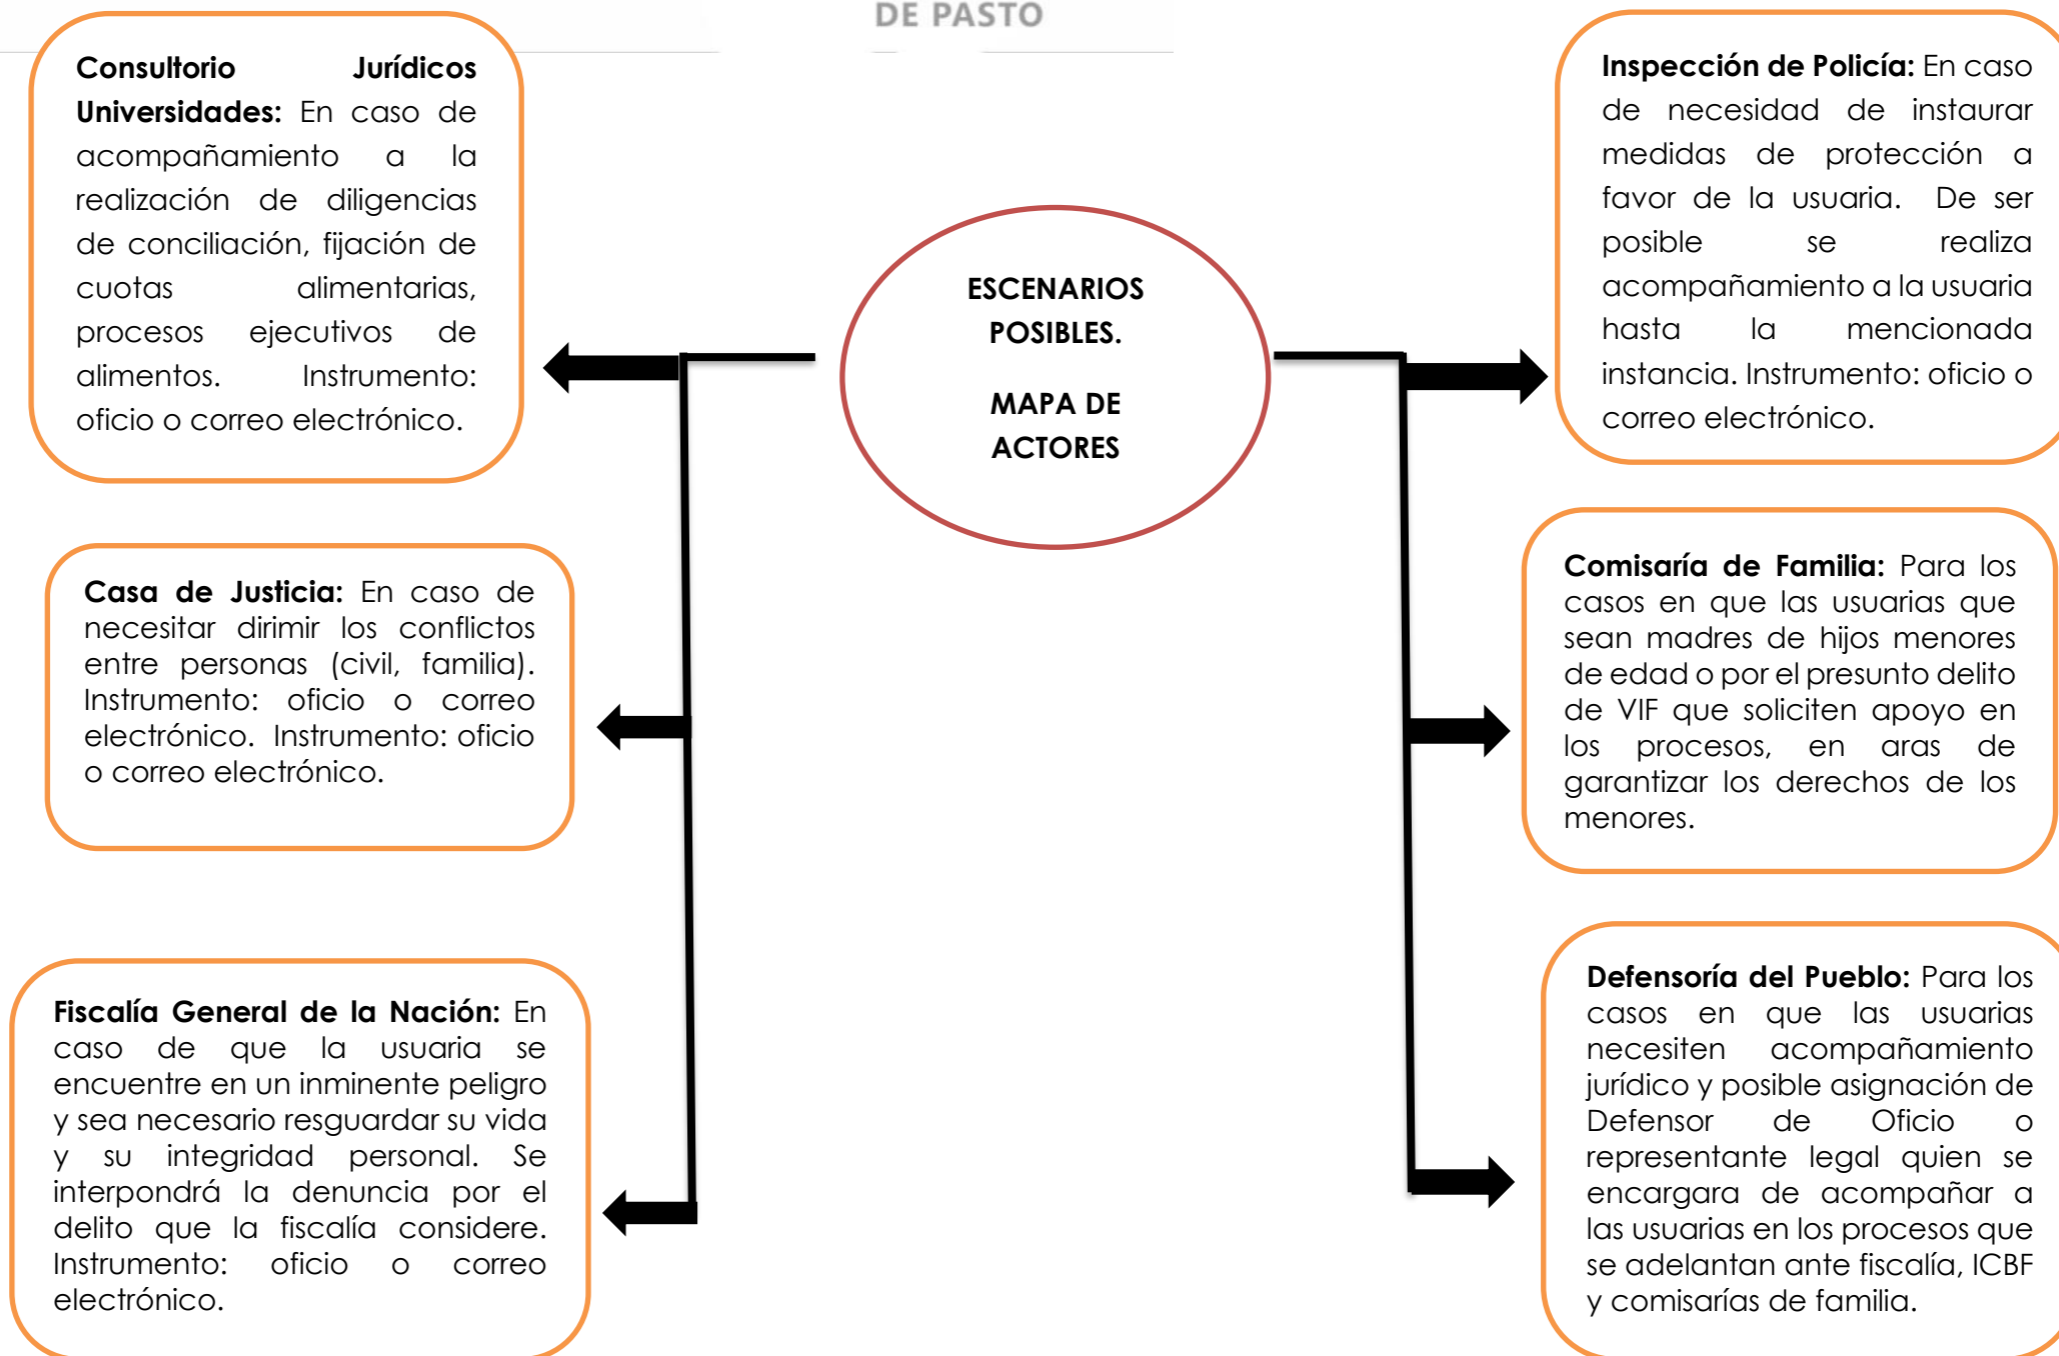 DE PASTO
Consultorio Jurídicos
Universidades: En caso de
acompañamiento a la
realización de diligencias
de conciliación, fijación de
cuotas alimentarias,
procesos ejecutivos de
alimentos. Instrumento:
oficio o correo electrónico.
Casa de Justicia: En caso de
necesitar dirimir los conflictos
entre personas (civil, familia).
Instrumento: oficio o correo
electrónico. Instrumento: oficio
o correo electrónico.
Fiscalía General de la Nación: En
caso de que la usuaria se
encuentre en un inminente peligro
y sea necesario resguardar su vida
y su integridad personal. Se
interpondrá la denuncia por el
delito que la fiscalía considere.
Instrumento: oficio o correo
electrónico.
ESCENARIOS
POSIBLES.
MAPA DE
ACTORES
Inspección de Policía: En caso
de necesidad de instaurar
medidas de protección a
favor de la usuaria. De ser
posible se realiza
acompañamiento a la usuaria
hasta la mencionada
instancia. Instrumento: oficio o
correo electrónico.
Comisaría de Familia: Para los
casos en que las usuarias que
sean madres de hijos menores
de edad o por el presunto delito
de VIF que soliciten apoyo en
los procesos, en aras de
garantizar los derechos de los
menores.
Defensoría del Pueblo: Para los
casos en que las usuarias
necesiten acompañamiento
jurídico y posible asignación de
Defensor de Oficio o
representante legal quien se
encargara de acompañar a
las usuarias en los procesos que
se adelantan ante fiscalía, ICBF
y comisarías de familia.